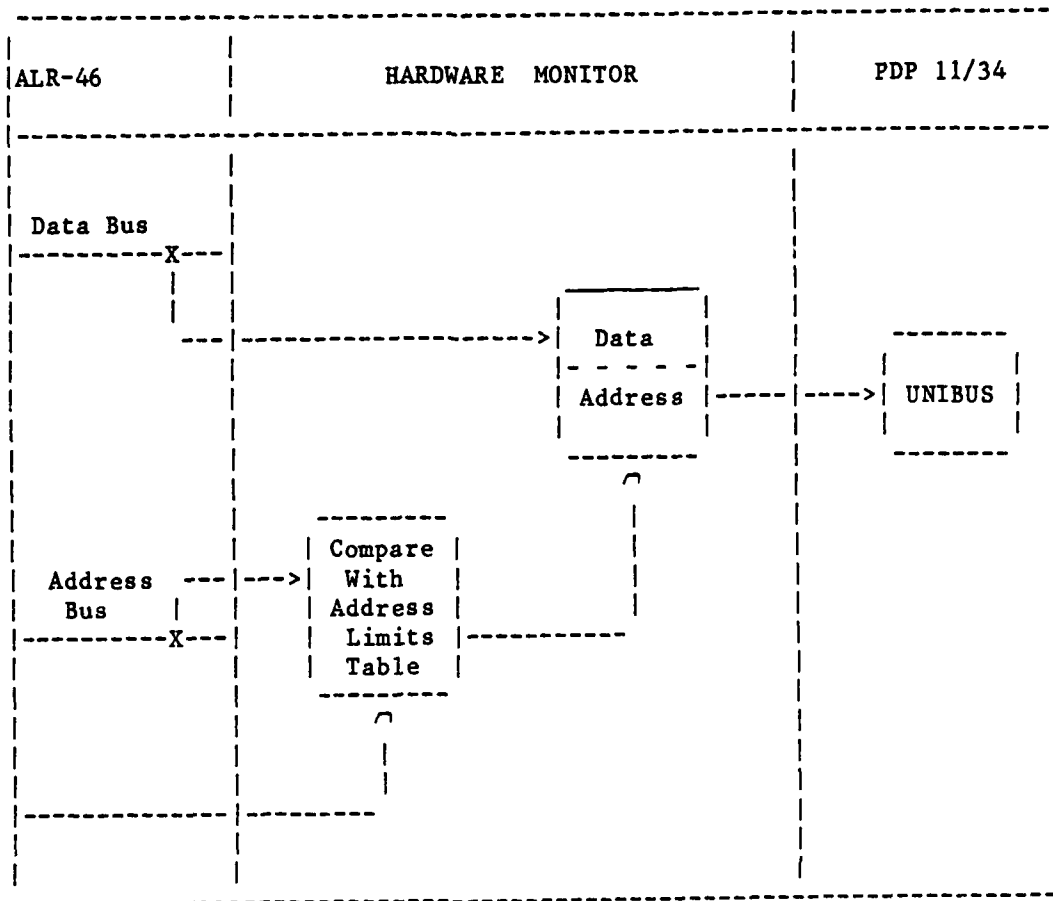 ALR-46 HARDWARE MONITOR PDP 11/34
Data Bus
X
Data
Address
UNIBUS
Compare
With
Address
Limits
Table
Address
Bus
X